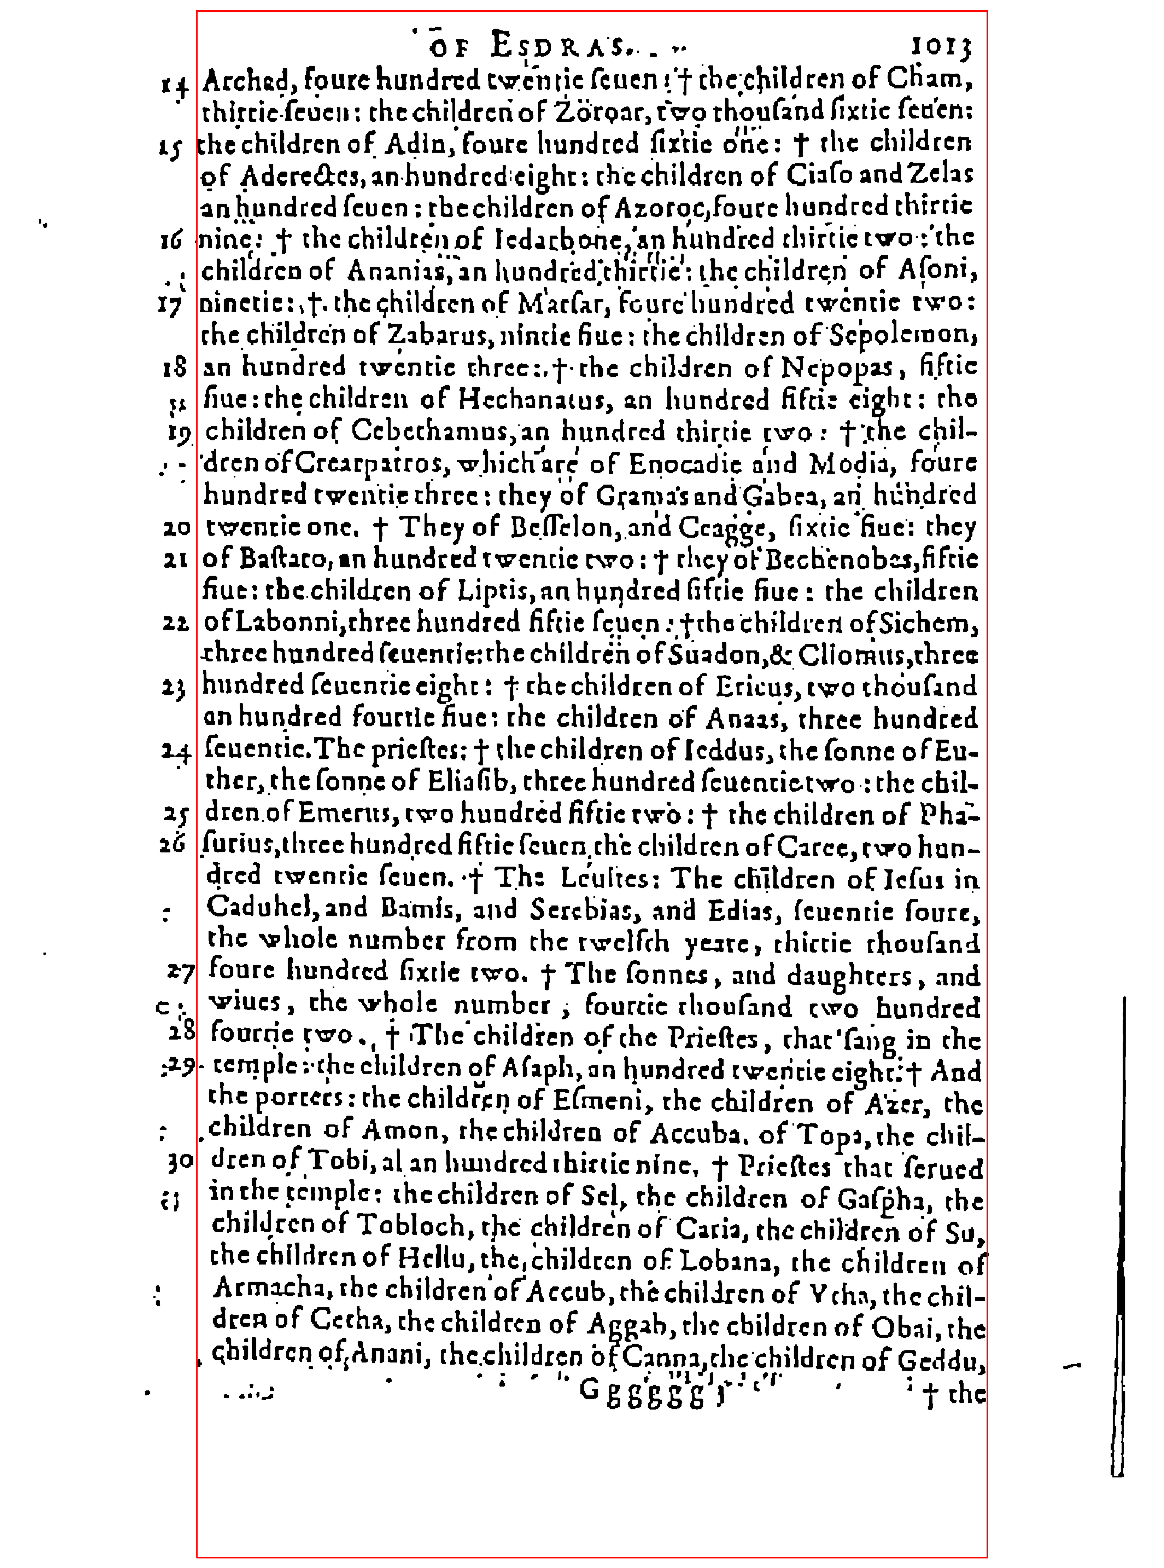 OF ESDRAS. 1013
14 Arched, foure hundred twentie ſeuen: † the children of Cham,
thirtie ſeuen: the children of Zoroar, two thouſand ſixtie ſeuen:
15 the children of Adin, foure hundred ſixtie one: † the children
of Aderectes, an hundred eight: the children of Ciaſo and Zelas
an hundred ſeuen: the children of Azoroc, foure hundred thirtie
16 nine: † the children of Iedarbone, an hundred thirtie two: the
children of Ananias, an hundred thirtie: the children of Aſoni,
17 ninetie: † the children of Marſar, foure hundred twentie two:
the children of Zabarus, nintie fiue: the children of Sepolemon,
18 an hundred twentie three: † the children of Nepopas, fiftie
fiue: the children of Hechanatus, an hundred fiftie eight: the
19 children of Cebethamus, an hundred thirtie two: † the chil-
dren of Crearpatros, which are of Enocadie and Modia, foure
hundred twentie three: they of Gramas and Gabea, an hundred
20 twentie one. † They of Beſſelon, and Ceagge, ſixtie fiue: they
21 of Baſtaro, an hundred twentie two: † they of Bechenobes, fiftie
fiue: the children of Liptis, an hundred fiftie fiue: the children
22 of Labonni, three hundred fiftie ſeuen: † the children of Sichem,
three hundred ſeuentie: the children of Suadon, & Cliomus, three
23 hundred ſeuentie eight: † the children of Ericus, two thouſand
an hundred fourtie fiue: the children of Anaas, three hundred
24 ſeuentie. The prieſtes: † the children of Ieddus, the ſonne of Eu-
ther, the ſonne of Eliaſib, three hundred ſeuentie two: the chil-
25 dren of Emerus, two hundred fiftie two: † the children of Pha-
26 ſurius, three hundred fiftie ſeuen, the children of Caree, two hun-
dred twentie ſeuen. † The Leuites: The children of Ieſus in
Caduhel, and Bamis, and Serebias, and Edias, ſeuentie foure,
the whole number from the twelfth yeare, thirtie thouſand
27 foure hundred ſixtie two. † The ſonnes, and daughters, and
wiues, the whole number, fourtie thouſand two hundred
28 fourtie two. † The children of the Prieſtes, that ſang in the
29 temple: the children of Aſaph, an hundred twentie eight: † And
the porters: the children of Eſmeni, the children of Azer, the
children of Amon, the children of Accuba. of Topa, the chil-
30 dren of Tobi, al an hundred thirtie nine. † Prieſtes that ſerued
in the temple: the children of Sel, the children of Gaſpha, the
children of Tobloch, the children of Caria, the children of Su,
the children of Hellu, the children of Lobana, the children of
Armacha, the children of Accub, the children of Vtha, the chil-
dren of Cetha, the children of Aggab, the children of Obai, the
children of Anani, the children of Canna, the children of Geddu,
Gggggg † the